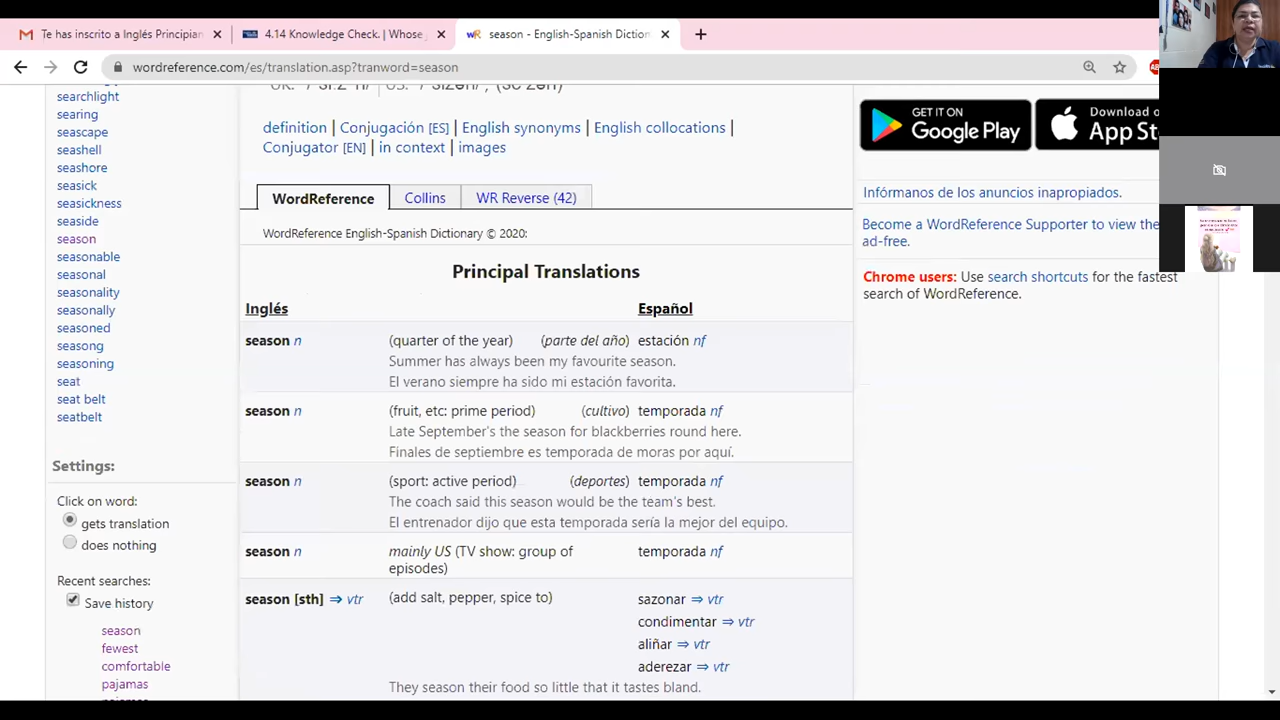 Te has inscrito a Inglés Principian
4.14 Knowledge Check. | Whose
season - English-Spanish Diction
wordreference.com/es/translation.asp?tranword=season
searchlight
searing
seascape
seashell
seashore
seasick
seasickness
seaside
season
seasonable
seasonal
seasonality
seasonally
seasoned
seasong
seasoning
seat
seat belt
seatbelt
Settings:
Click on word:
gets translation
does nothing
Recent searches:
Save history
season
fewest
comfortable
pajamas
definition | Conjugación [ES] | English synonyms | English collocations |
Conjugator [EN] | in context | images
WordReference Collins WR Reverse (42)
WordReference English-Spanish Dictionary © 2020:
Principal Translations
Inglés Español
season n (quarter of the year) (parte del año) estación nf
Summer has always been my favourite season.
El verano siempre ha sido mi estación favorita.
season n (fruit, etc: prime period) (cultivo) temporada nf
Late September's the season for blackberries round here.
Finales de septiembre es temporada de moras por aquí.
season n (sport: active period) (deportes) temporada nf
The coach said this season would be the team's best.
El entrenador dijo que esta temporada sería la mejor del equipo.
season n mainly US (TV show: group of temporada nf
episodes)
season [sth] ⇒ vtr (add salt, pepper, spice to) sazonar ⇒ vtr
condimentar ⇒ vtr
aliñar ⇒ vtr
aderezar ⇒ vtr
They season their food so little that it tastes bland.
GET IT ON
Google Play
Download o
App St
Infórmanos de los anuncios inapropiados.
Become a WordReference Supporter to view the
ad-free.
Chrome users: Use search shortcuts for the fastest
search of WordReference.